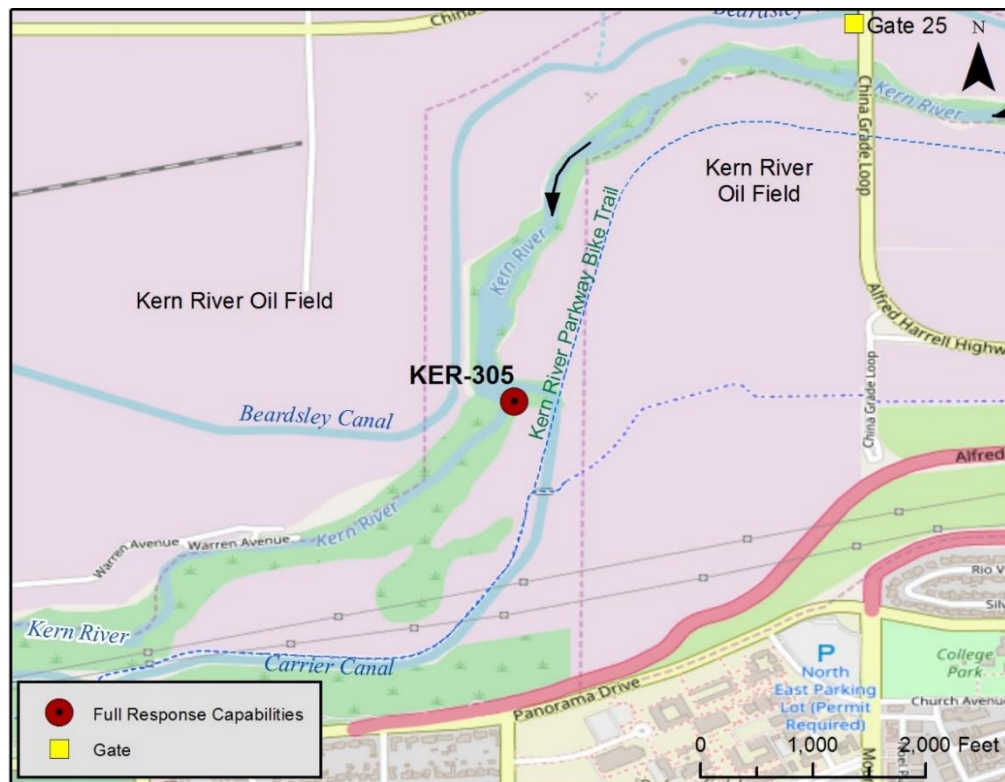 China
Beardsley
Gate 25
N
Kern River
China Grade Loop
Kern River
Oil Field
Kern River Parkway Bike Trail
Kern River
Kern River Oil Field
Alfred Harrell Highw
KER-305
China Grade Loop
Beardsley Canal
Alfred
Kern River
Warren Avenue
Warren Avenue
Rio V
Silv
Kern River
Carrier Canal
Panorama Drive
P
North
East Parking
Lot (Permit
Required)
College
Park
Church Avenue
Full Response Capabilities
Gate
0 1,000 2,000 Feet